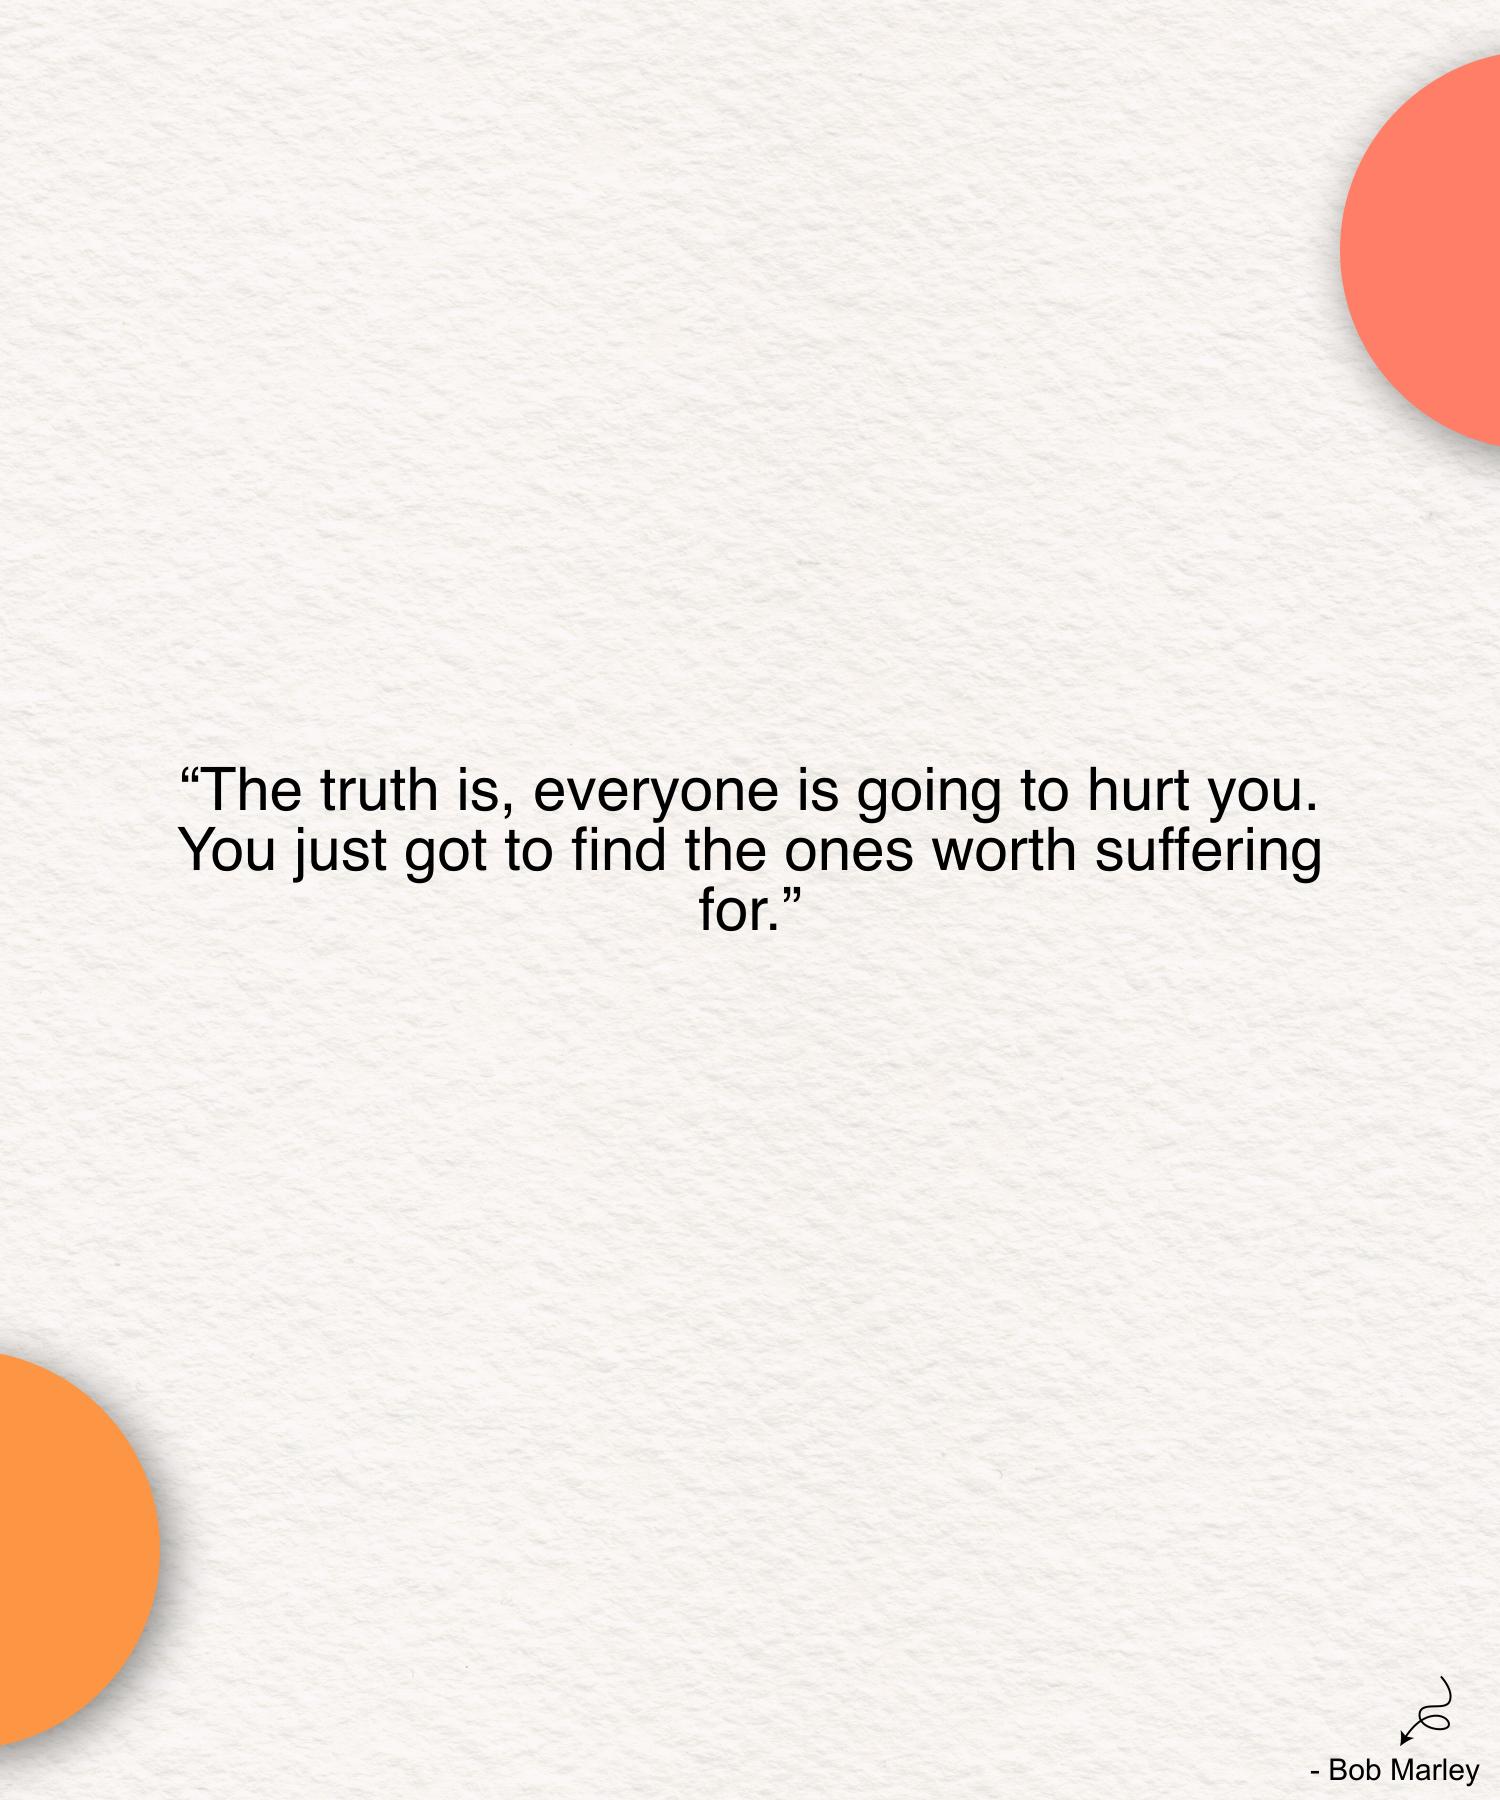 “The truth is, everyone is going to hurt you.
You just got to find the ones worth suffering
for.”
- Bob Marley